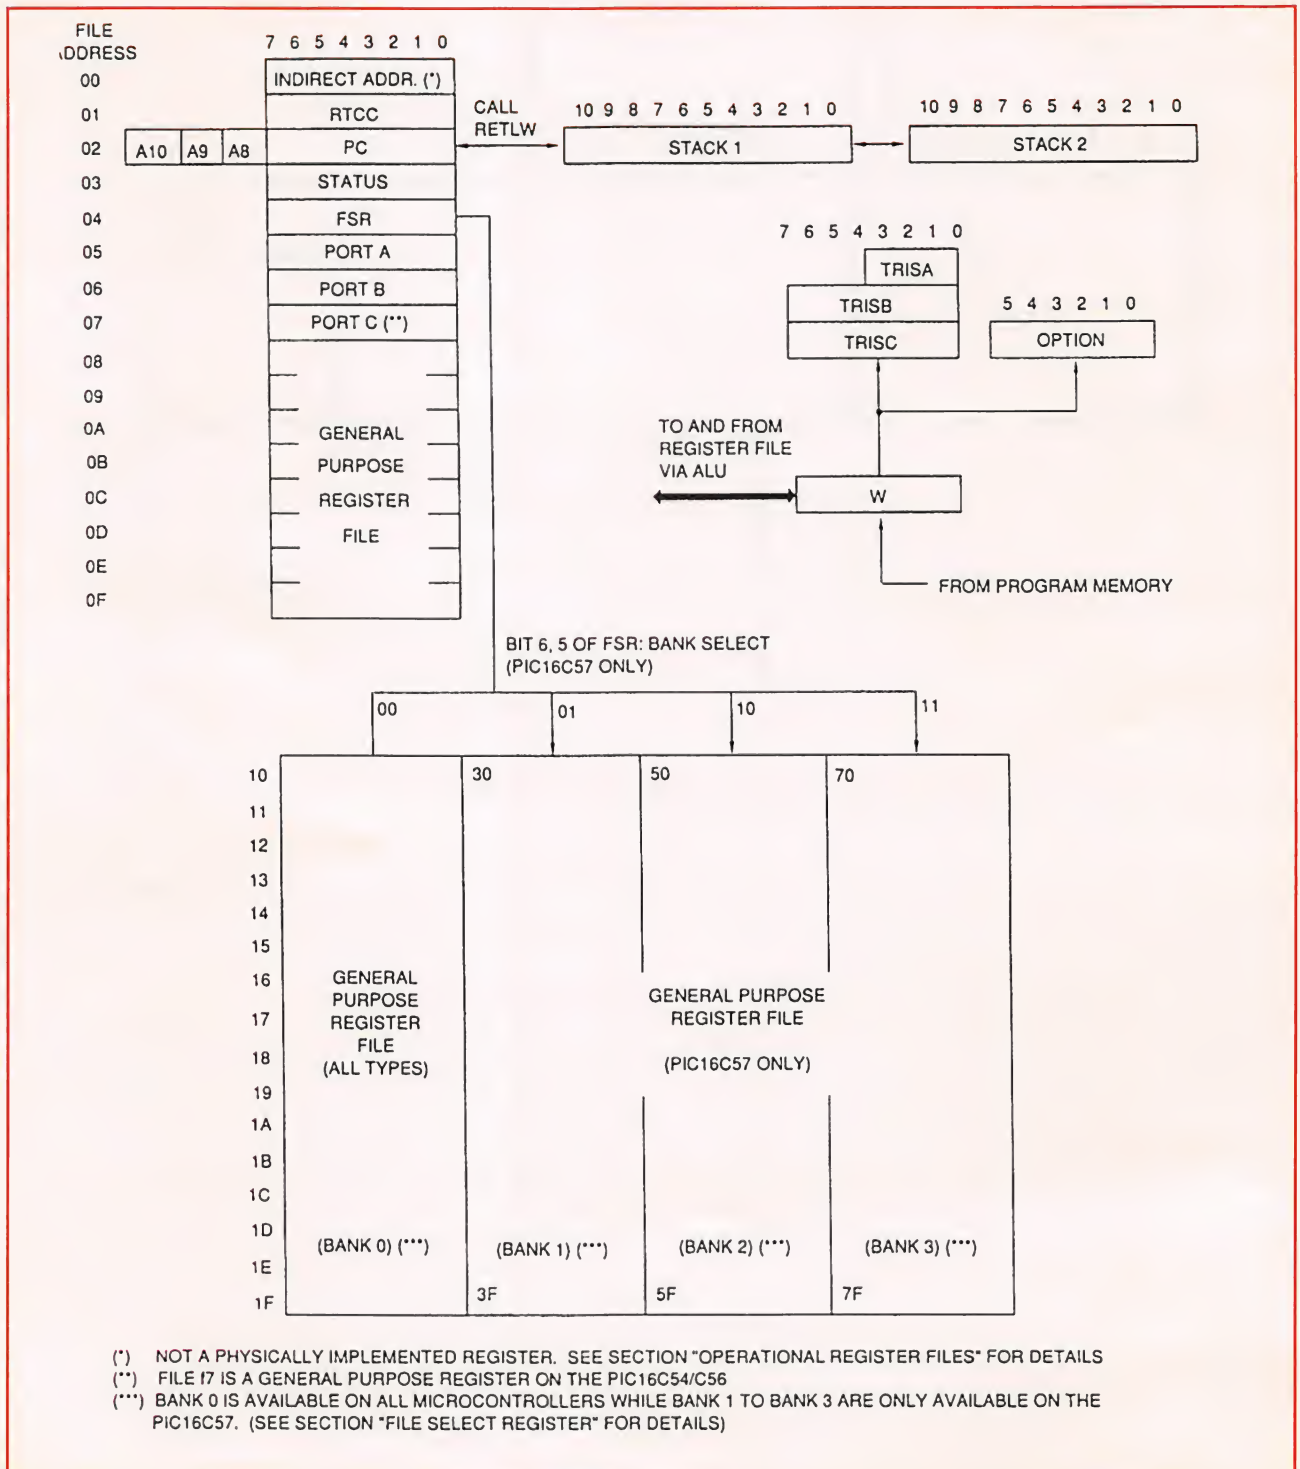 FILE
ADDRESS
7 6 5 4 3 2 1 0
00
INDIRECT ADDR. (*)
01
RTCC
CALL
RETLW
10 9 8 7 6 5 4 3 2 1 0
10 9 8 7 6 5 4 3 2 1 0
02
A10 A9 A8
PC
STACK 1
STACK 2
03
STATUS
04
FSR
05
PORT A
06
PORT B
07
PORT C (**)
08
09
0A
0B
0C
0D
0E
0F
GENERAL
PURPOSE
REGISTER
FILE
7 6 5 4 3 2 1 0
TRISA
TRISB
TRISC
5 4 3 2 1 0
OPTION
TO AND FROM
REGISTER FILE
VIA ALU
W
FROM PROGRAM MEMORY
BIT 6, 5 OF FSR: BANK SELECT
(PIC16C57 ONLY)
00
01
10
11
10
30
50
70
11
12
13
14
15
16
17
18
19
1A
1B
1C
1D
1E
1F
GENERAL
PURPOSE
REGISTER
FILE
(ALL TYPES)
GENERAL PURPOSE
REGISTER FILE
(PIC16C57 ONLY)
(BANK 0) (***)
(BANK 1) (***)
(BANK 2) (***)
(BANK 3) (***)
3F
5F
7F
(*) NOT A PHYSICALLY IMPLEMENTED REGISTER. SEE SECTION "OPERATIONAL REGISTER FILES" FOR DETAILS
(**) FILE f7 IS A GENERAL PURPOSE REGISTER ON THE PIC16C54/C56
(***) BANK 0 IS AVAILABLE ON ALL MICROCONTROLLERS WHILE BANK 1 TO BANK 3 ARE ONLY AVAILABLE ON THE
PIC16C57. (SEE SECTION "FILE SELECT REGISTER" FOR DETAILS)